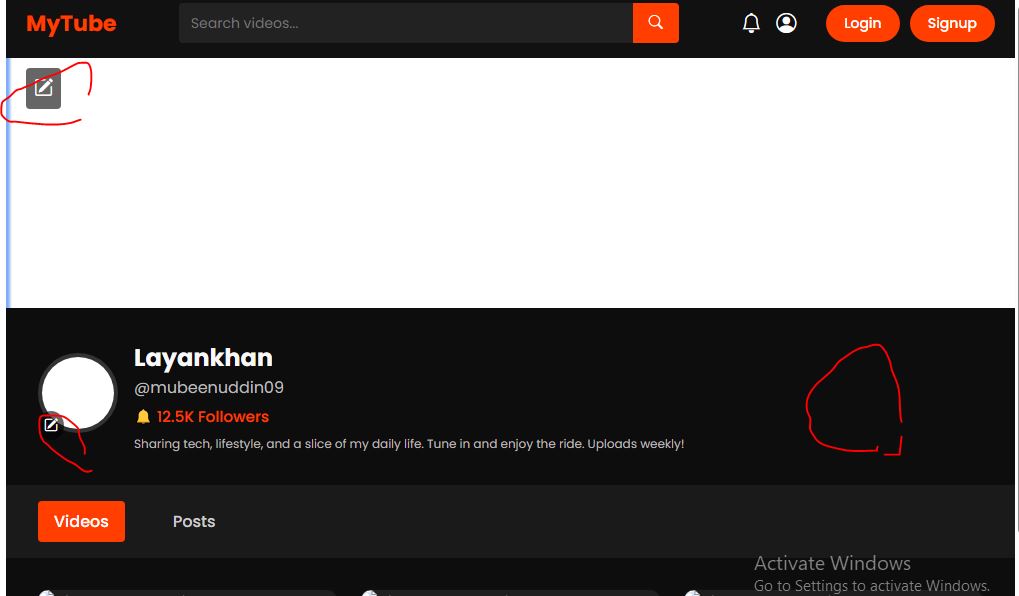 MyTube
Search videos...
Login
Signup
Layankhan
@mubeenuddin09
🔔 12.5K Followers
Sharing tech, lifestyle, and a slice of my daily life. Tune in and enjoy the ride. Uploads weekly!
Videos
Posts
Activate Windows
Go to Settings to activate Windows.